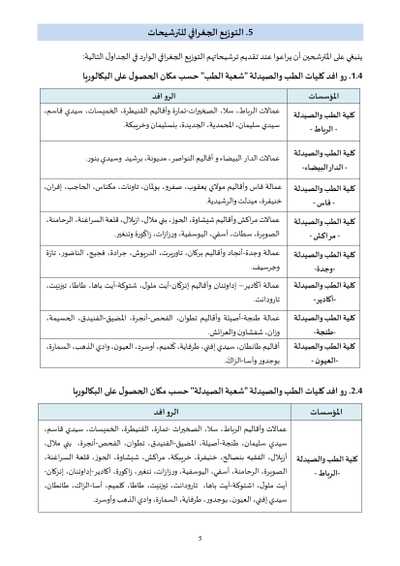 5. التوزيع الجغرافي للترشيحات
ينبغي على المترشحين أن يراعوا عند تقديم ترشيحاتهم التوزيع الجغرافي الوارد في الجداول التالية:
1.4. روافد كليات الطب والصيدلة "شعبة الطب" حسب مكان الحصول على البكالوريا
المؤسسات
الروافد
كلية الطب والصيدلة
- الرباط -
عمالات الرباط، سلا، الصخيرات-تمارة وأقاليم القنيطرة، الخميسات، سيدي قاسم،
سيدي سليمان، المحمدية، الجديدة، بنسليمان وخريبكة.
كلية الطب والصيدلة
- الدار البيضاء-
عمالات الدار البيضاء وأقاليم النواصر، مديونة، برشيد وسيدي بنور.
كلية الطب والصيدلة
- فاس -
عمالة فاس وأقاليم مولاي يعقوب، صفرو، بولمان، تاونات، مكناس، الحاجب، إفران،
خنيفرة، ميدلت والرشيدية.
كلية الطب والصيدلة
- مراكش -
عمالات مراكش وأقاليم شيشاوة، الحوز، بني ملال، ازيلال، قلعة السراغنة، الرحامنة،
الصويرة، سطات، آسفي، اليوسفية، ورزازات، زاكورة وتنغير.
كلية الطب والصيدلة
-وجدة-
عمالة وجدة-أنجاد وأقاليم بركان، تاوريرت، الدريوش، جرادة، فجيج، الناضور، تازة
وجرسيف.
كلية الطب والصيدلة
-أكادير-
عمالة أكادير– إداوتنان وأقاليم إنزكان-أيت ملول، شتوكة-أيت باها، طاطا، تيزنيت،
تارودانت.
كلية الطب والصيدلة
-طنجة-
عمالة طنجة-أصيلة وأقاليم تطوان، الفحص-أنجرة، المضيق-الفنيدق، الحسيمة،
وزان، شفشاون والعرائش.
كلية الطب والصيدلة
-العيون -
أقاليم طانطان، سيدي إفني، طرفاية، كلميم، أوسرد، العيون، وادي الذهب، السمارة،
بوجدور وأسا-الزاك.
2.4. روافد كليات الطب والصيدلة "شعبة الصيدلة" حسب مكان الحصول على البكالوريا
المؤسسات
الروافد
كلية الطب والصيدلة
-الرباط -
عمالات وأقاليم الرباط، سلا، الصخيرات -تمارة، القنيطرة، الخميسات، سيدي قاسم،
سيدي سليمان، طنجة-أصيلة، المضيق-الفنيدق، تطوان، الفحص-أنجرة، بني ملال،
أزيلال، الفقيه بنصالح، خنيفرة، خريبكة، مراكش، شيشاوة، الحوز، قلعة السراغنة،
الصويرة، الرحامنة، آسفي، اليوسفية، ورزازات، تنغير، زاكورة، أكادير-إداوتنان، إنزكان-
أيت ملول، اشتوكة-أيت باها، تارودانت، تيزنيت، طاطا، كلميم، أسا-الزاك، طانطان،
سيدي إفني، العيون، بوجدور، طرفاية، السمارة، وادي الذهب وأوسرد.
5